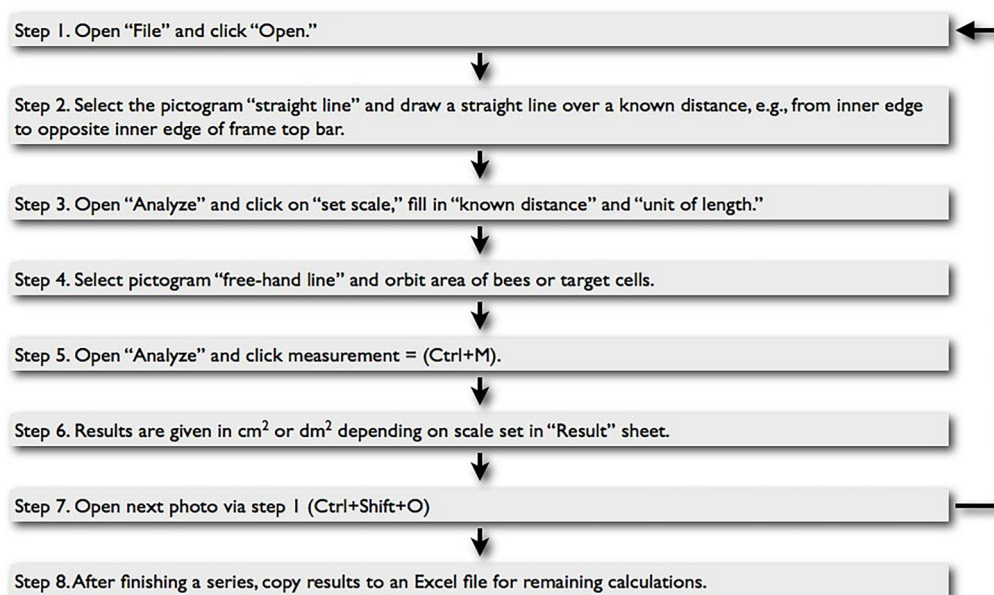 Step 1. Open “File” and click “Open.”
Step 2. Select the pictogram “straight line” and draw a straight line over a known distance, e.g., from inner edge
to opposite inner edge of frame top bar.
Step 3. Open “Analyze” and click on “set scale,” fill in “known distance” and “unit of length.”
Step 4. Select pictogram “free-hand line” and orbit area of bees or target cells.
Step 5. Open “Analyze” and click measurement = (Ctrl+M).
Step 6. Results are given in cm² or dm² depending on scale set in “Result” sheet.
Step 7. Open next photo via step 1 (Ctrl+Shift+O)
Step 8. After finishing a series, copy results to an Excel file for remaining calculations.